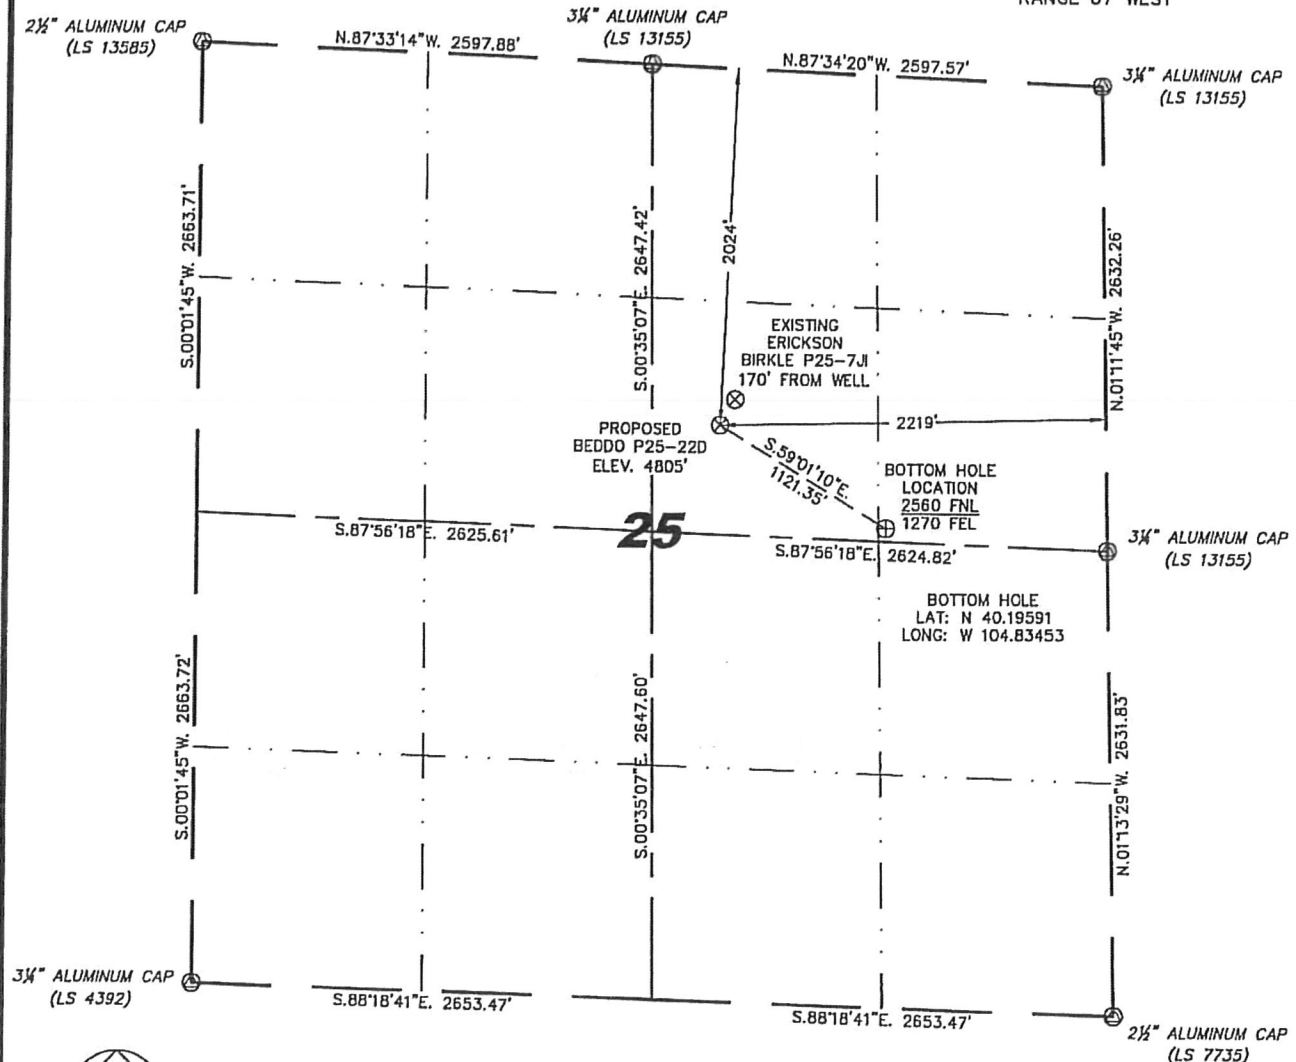 2½" ALUMINUM CAP
(LS 13585)
N.87°33'14"W. 2597.88'
3¼" ALUMINUM CAP
(LS 13155)
N.87°34'20"W. 2597.57'
3¼" ALUMINUM CAP
(LS 13155)
S.00°01'45"W. 2663.71'
S.00°35'07"E. 2647.42'
2024'
N.01°11'45"W. 2632.26'
EXISTING
ERICKSON
BIRKLE P25-7JI
170' FROM WELL
PROPOSED
BEDDO P25-22D
ELEV. 4805'
2219'
S.59°01'10"E.
1121.35'
BOTTOM HOLE
LOCATION
2560 FNL
1270 FEL
25
S.87°56'18"E. 2625.61'
S.87°56'18"E. 2624.82'
3¼" ALUMINUM CAP
(LS 13155)
BOTTOM HOLE
LAT: N 40.19591
LONG: W 104.83453
S.00°01'45"W. 2663.72'
S.00°35'07"E. 2647.60'
N.01°13'29"W. 2631.83'
3¼" ALUMINUM CAP
(LS 4392)
S.88°18'41"E. 2653.47'
S.88°18'41"E. 2653.47'
2½" ALUMINUM CAP
(LS 7735)